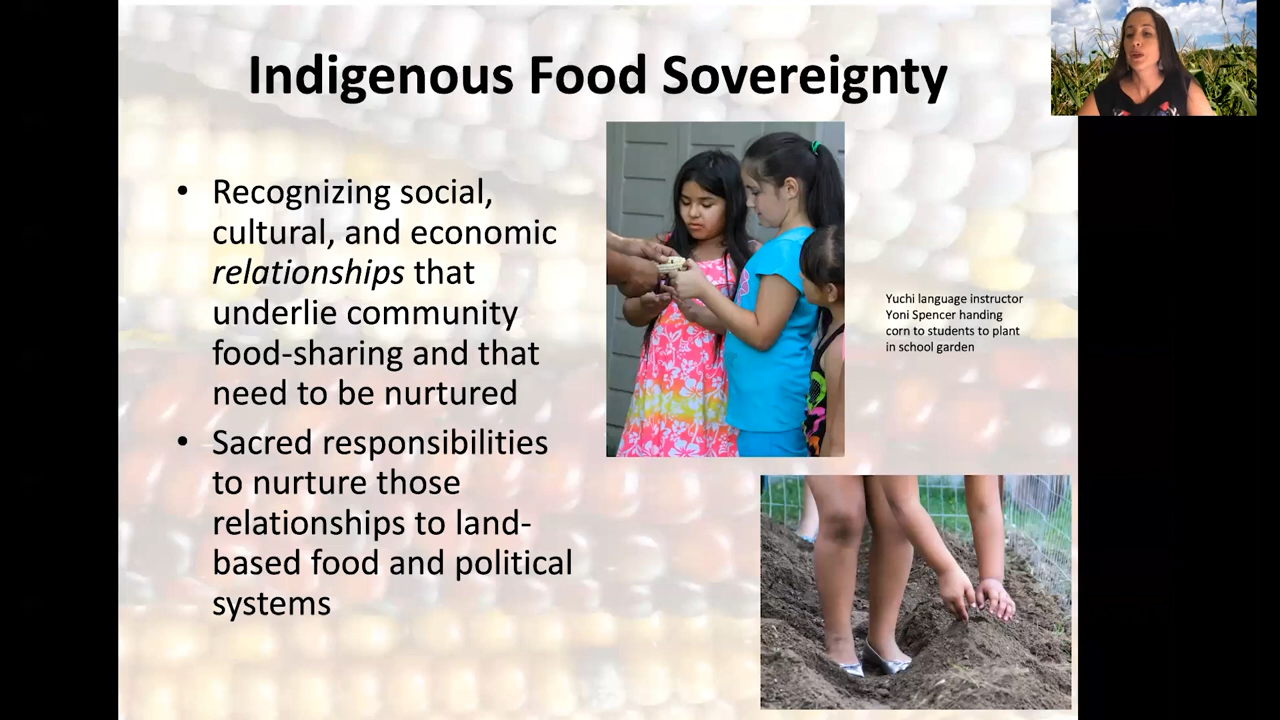 Indigenous Food Sovereignty
• Recognizing social,
cultural, and economic
relationships that
underlie community
food-sharing and that
need to be nurtured
• Sacred responsibilities
to nurture those
relationships to land-
based food and political
systems
Yuchi language instructor
Yoni Spencer handing
corn to students to plant
in school garden